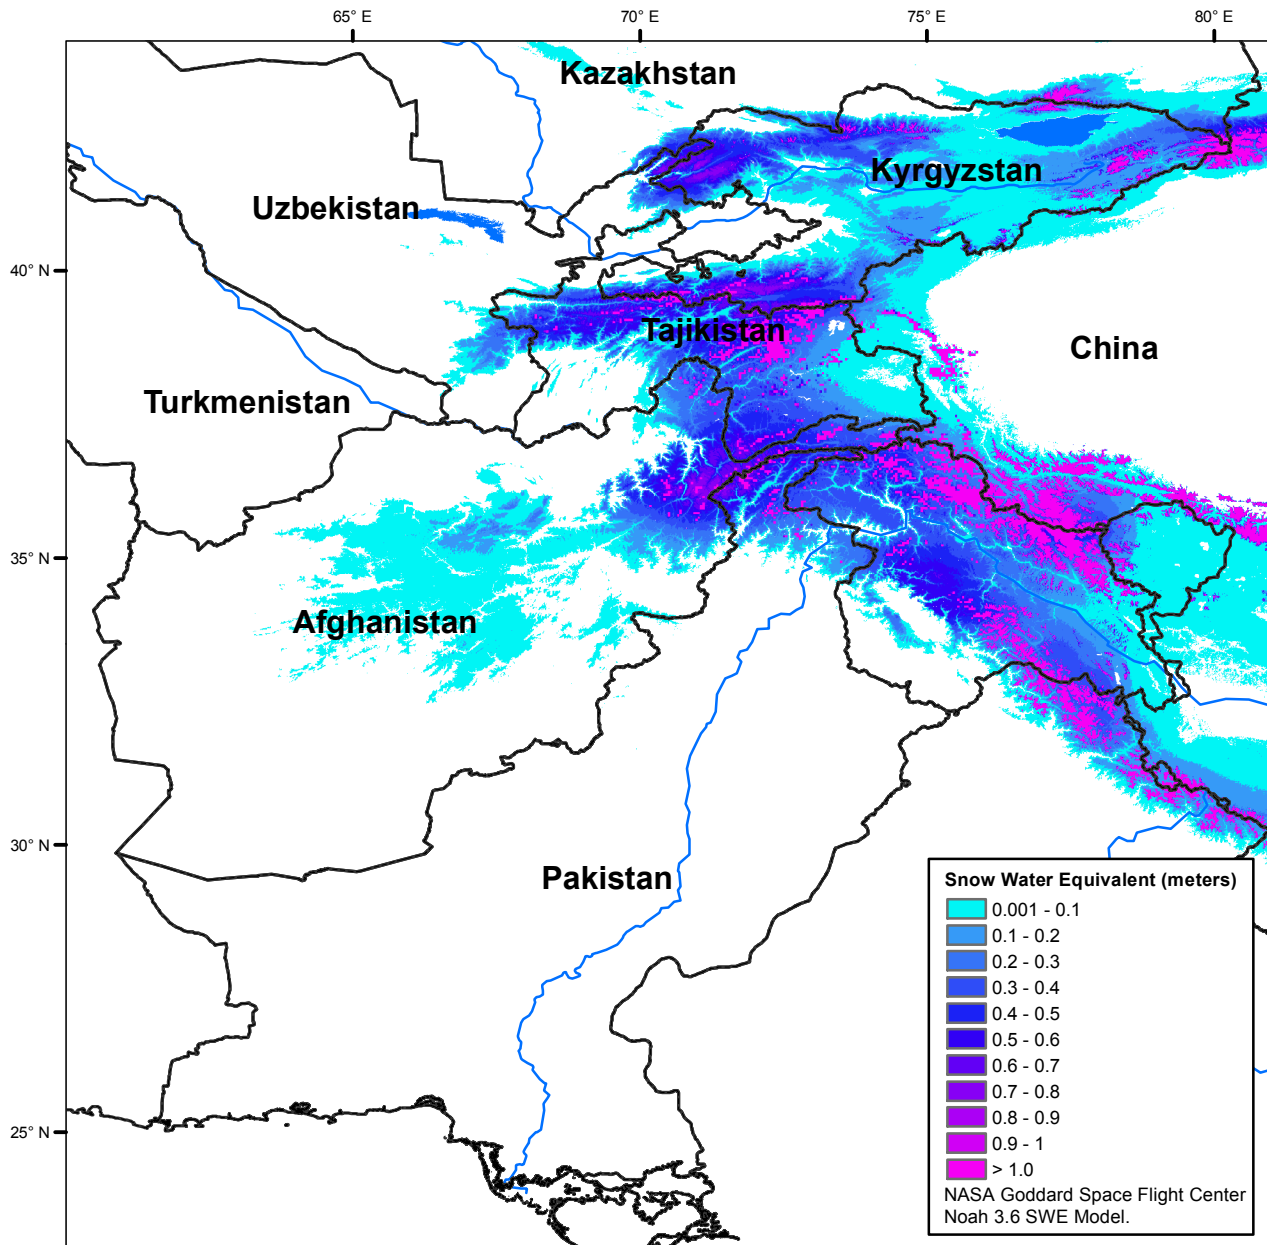 65° E
70° E
75° E
80° E
Kazakhstan
Kyrgyzstan
Uzbekistan
40° N
Tajikistan
China
Turkmenistan
35° N
Afghanistan
30° N
Pakistan
Snow Water Equivalent (meters)
0.001 - 0.1
0.1 - 0.2
0.2 - 0.3
0.3 - 0.4
0.4 - 0.5
0.5 - 0.6
0.6 - 0.7
0.7 - 0.8
0.8 - 0.9
0.9 - 1
> 1.0
NASA Goddard Space Flight Center
Noah 3.6 SWE Model.
25° N